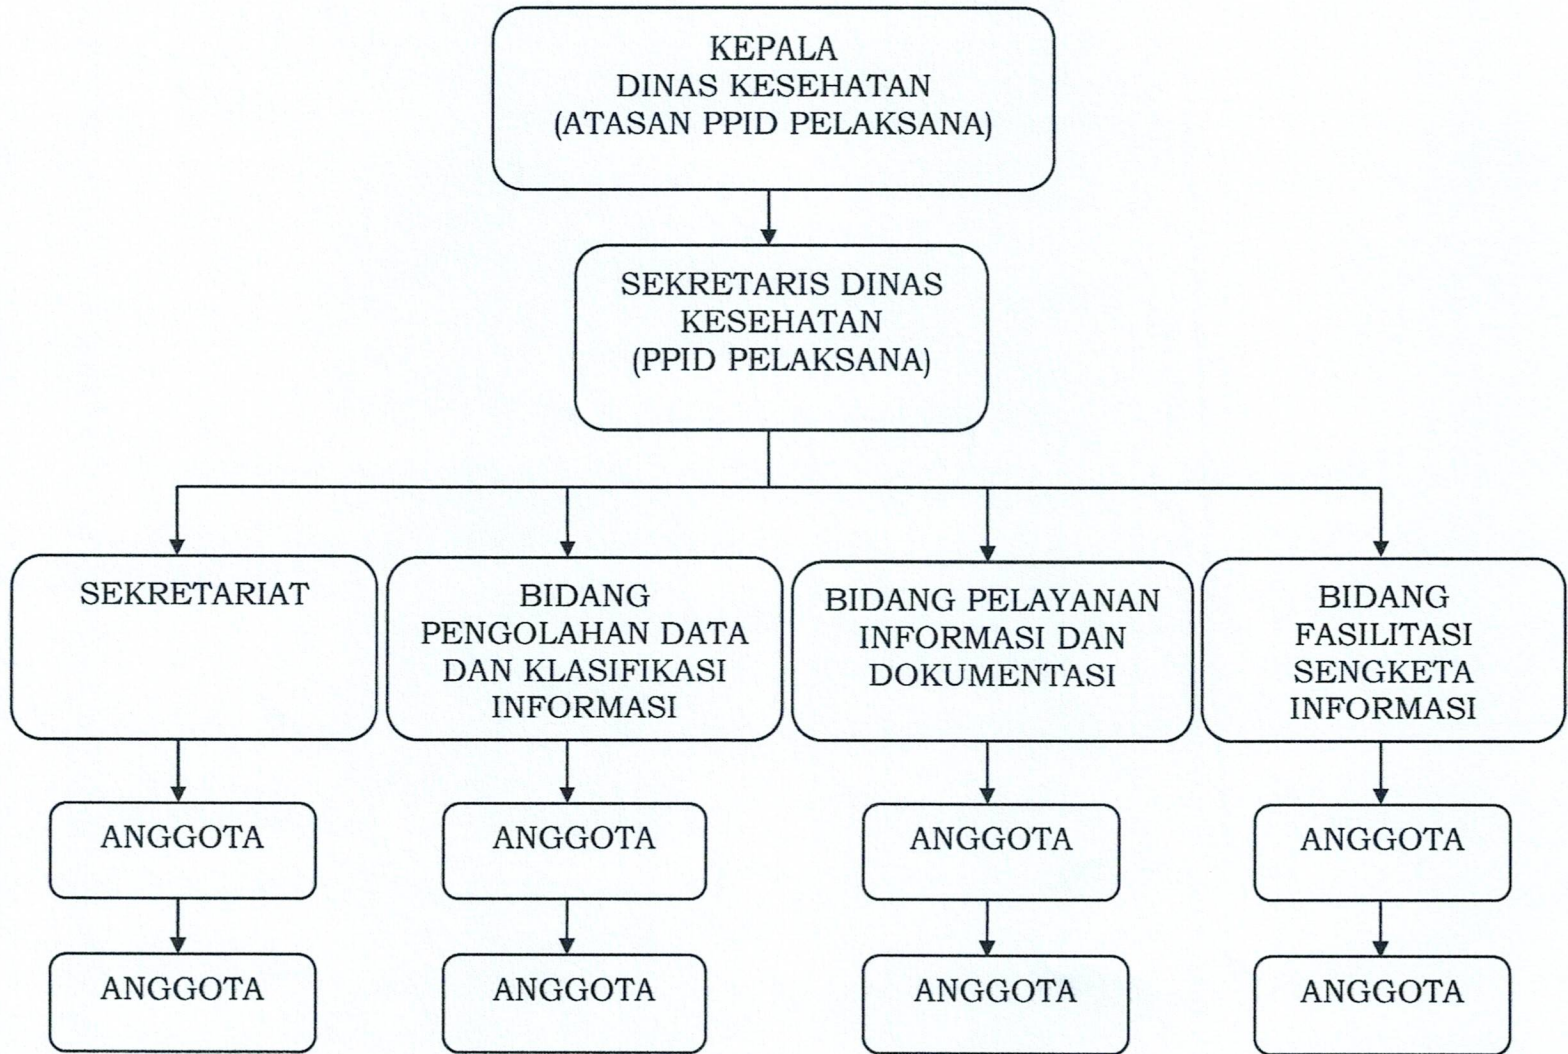 KEPALA
DINAS KESEHATAN
(ATASAN PPID PELAKSANA)
SEKRETARIS DINAS
KESEHATAN
(PPID PELAKSANA)
SEKRETARIAT
BIDANG
PENGOLAHAN DATA
DAN KLASIFIKASI
INFORMASI
BIDANG PELAYANAN
INFORMASI DAN
DOKUMENTASI
BIDANG
FASILITASI
SENGKETA
INFORMASI
ANGGOTA
ANGGOTA
ANGGOTA
ANGGOTA
ANGGOTA
ANGGOTA
ANGGOTA
ANGGOTA